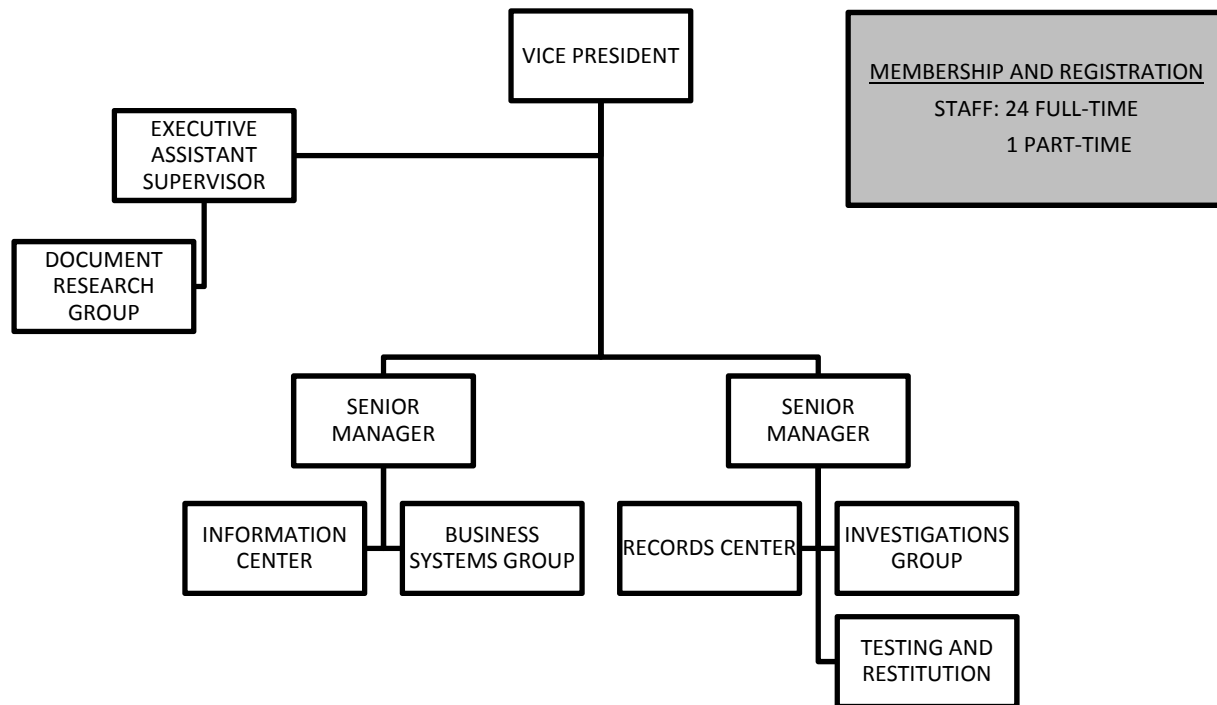 VICE PRESIDENT
MEMBERSHIP AND REGISTRATION
STAFF: 24 FULL-TIME
1 PART-TIME
EXECUTIVE
ASSISTANT
SUPERVISOR
DOCUMENT
RESEARCH
GROUP
SENIOR
MANAGER
SENIOR
MANAGER
INFORMATION
CENTER
BUSINESS
SYSTEMS GROUP
RECORDS CENTER
INVESTIGATIONS
GROUP
TESTING AND
RESTITUTION